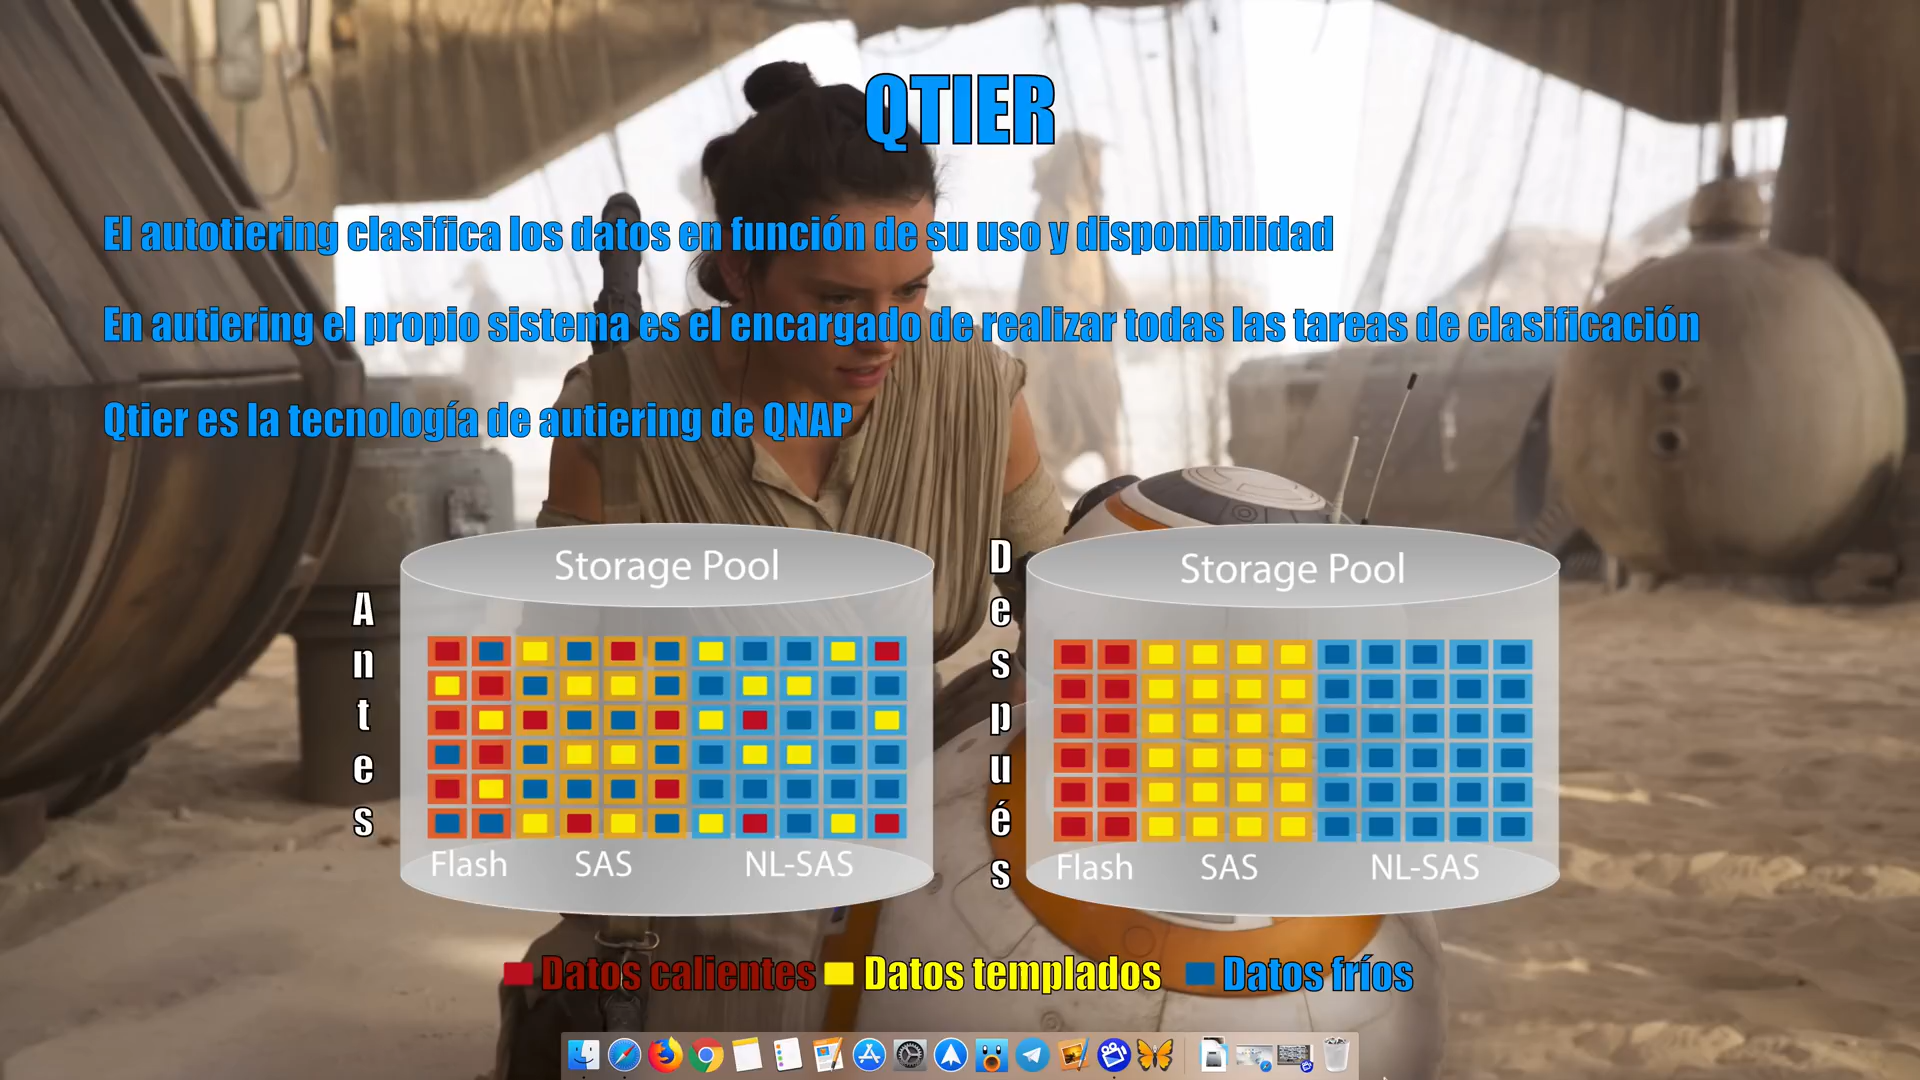 QTIER
El autotiering clasifica los datos en función de su uso y disponibilidad
En autiering el propio sistema es el encargado de realizar todas las tareas de clasificación
Qtier es la tecnología de autiering de QNAP
Antes
Storage Pool
Flash SAS NL-SAS
Después
Storage Pool
Flash SAS NL-SAS
Datos calientes Datos templados Datos fríos